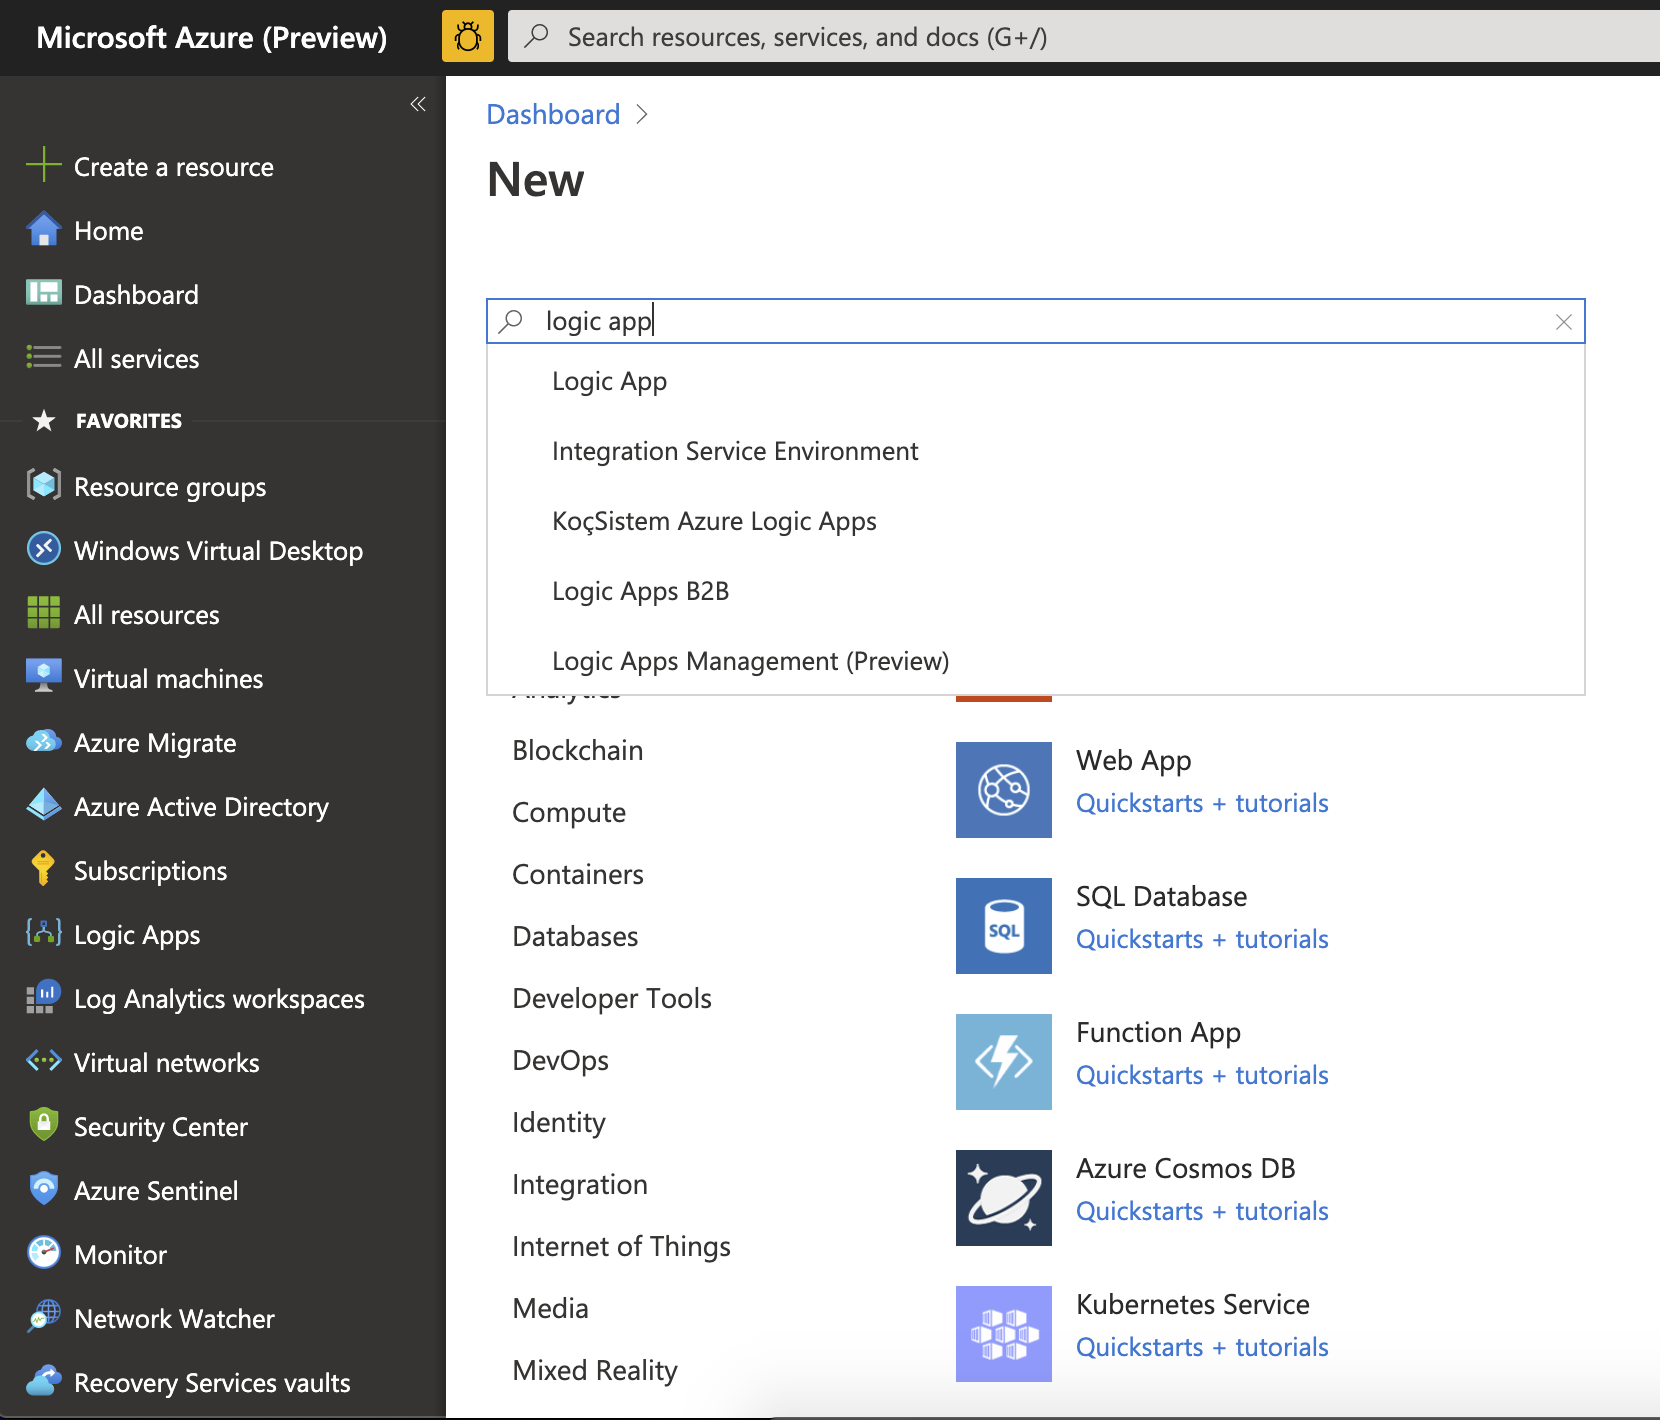 Microsoft Azure (Preview)
Search resources, services, and docs (G+/)
Create a resource
Home
Dashboard
All services
FAVORITES
Resource groups
Windows Virtual Desktop
All resources
Virtual machines
Azure Migrate
Azure Active Directory
Subscriptions
Logic Apps
Log Analytics workspaces
Virtual networks
Security Center
Azure Sentinel
Monitor
Network Watcher
Recovery Services vaults
Dashboard
New
logic app
Logic App
Integration Service Environment
KoçSistem Azure Logic Apps
Logic Apps B2B
Logic Apps Management (Preview)
Analytics
Blockchain
Compute
Containers
Databases
Developer Tools
DevOps
Identity
Integration
Internet of Things
Media
Mixed Reality
Web App
Quickstarts + tutorials
SQL
SQL Database
Quickstarts + tutorials
Function App
Quickstarts + tutorials
Azure Cosmos DB
Quickstarts + tutorials
Kubernetes Service
Quickstarts + tutorials